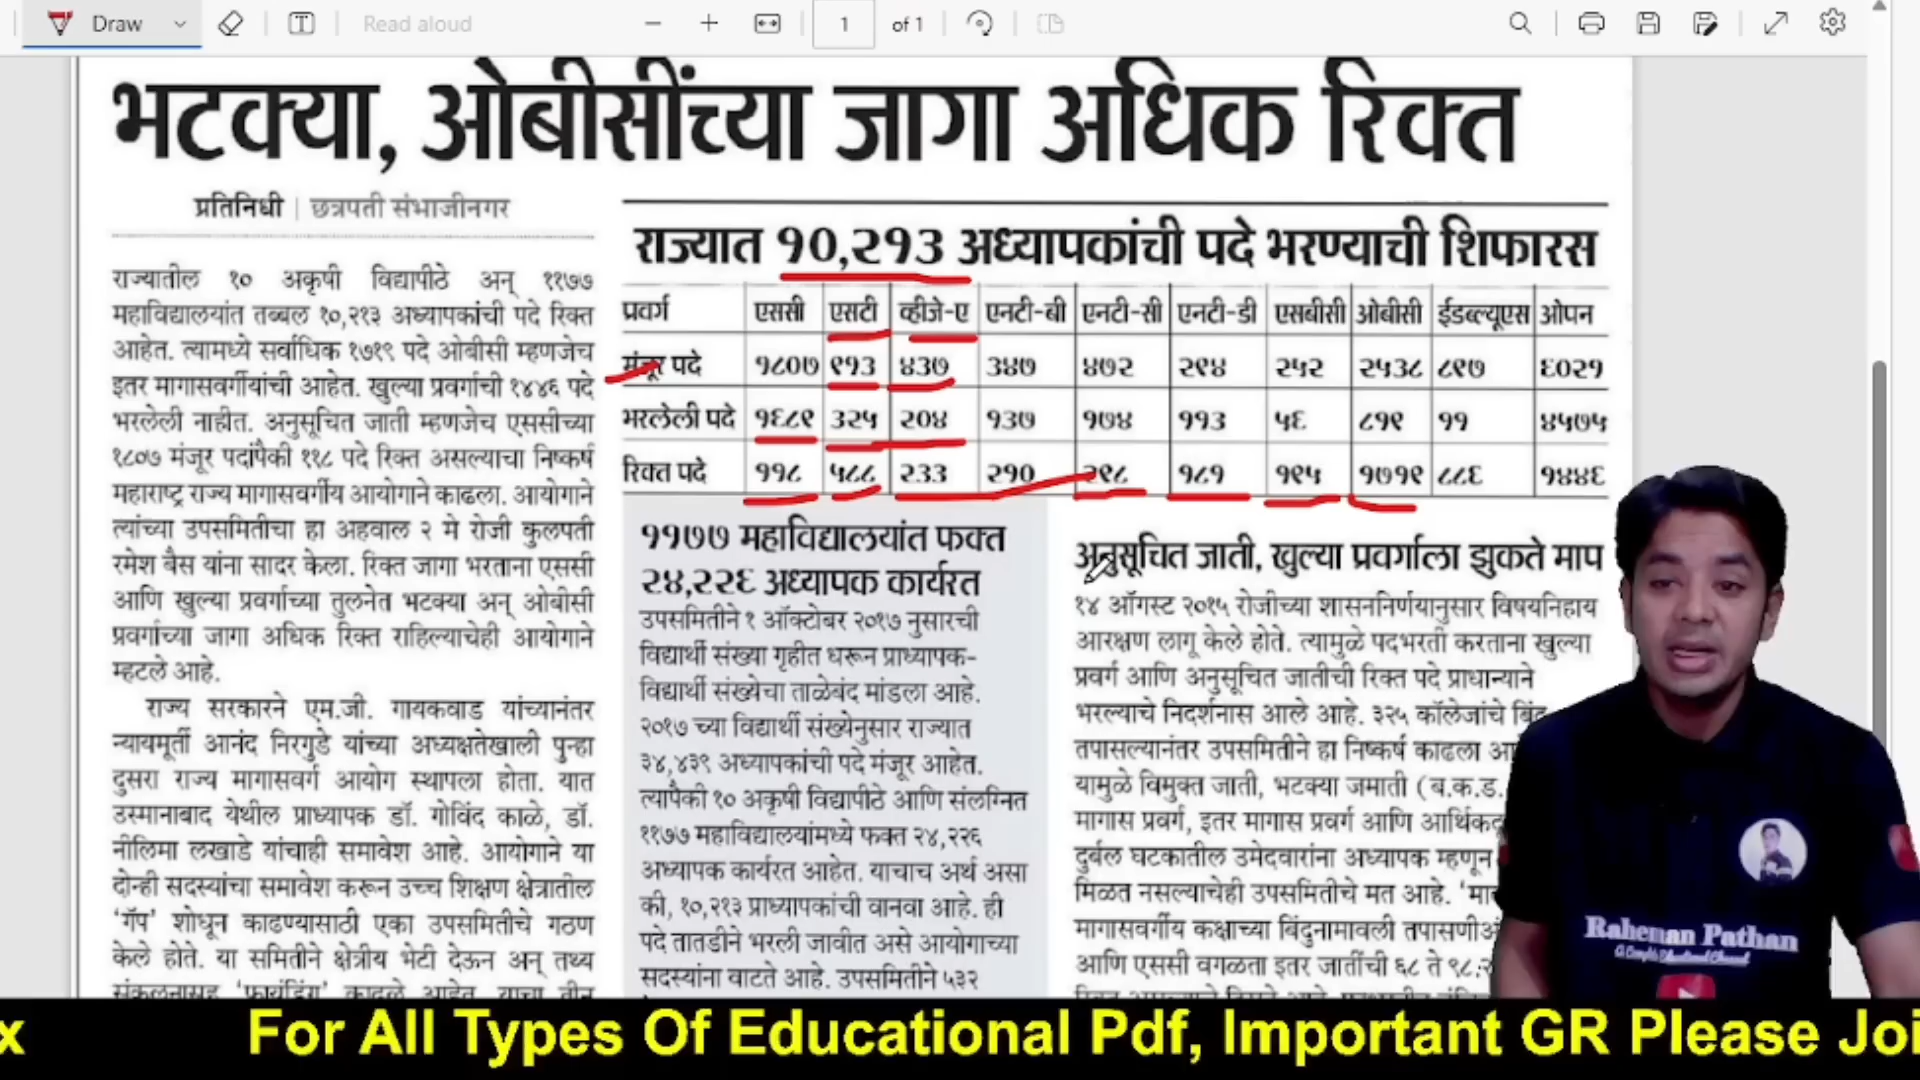 Draw
Read aloud
1 of 1
भटक्या, ओबीसींच्या जागा अधिक रिक्त
प्रतिनिधी | छत्रपती संभाजीनगर
राज्यातील १० अकृषी विद्यापीठे अन् ११७७
महाविद्यालयांत तब्बल १०,२१३ अध्यापकांची पदे रिक्त
आहेत. त्यामध्ये सर्वाधिक १७१९ पदे ओबीसी म्हणजेच
इतर मागासवर्गीयांची आहेत. खुल्या प्रवर्गाची १४४६ पदे
भरलेली नाहीत. अनुसूचित जाती म्हणजेच एससीच्या
१८०७ मंजूर पदांपैकी ११८ पदे रिक्त असल्याचा निष्कर्ष
महाराष्ट्र राज्य मागासवर्गीय आयोगाने काढला. आयोगाने
त्यांच्या उपसमितीचा हा अहवाल २ मे रोजी कुलपती
रमेश बैस यांना सादर केला. रिक्त जागा भरताना एससी
आणि खुल्या प्रवर्गाच्या तुलनेत भटक्या अन् ओबीसी
प्रवर्गाच्या जागा अधिक रिक्त राहिल्याचेही आयोगाने
म्हटले आहे.
राज्य सरकारने एम.जी. गायकवाड यांच्यानंतर
न्यायमूर्ती आनंद निरगुडे यांच्या अध्यक्षतेखाली पुन्हा
दुसरा राज्य मागासवर्ग आयोग स्थापला होता. यात
उस्मानाबाद येथील प्राध्यापक डॉ. गोविंद काळे, डॉ.
नीलिमा लखाडे यांचाही समावेश आहे. आयोगाने या
दोन्ही सदस्यांचा समावेश करून उच्च शिक्षण क्षेत्रातील
'गॅप' शोधून काढण्यासाठी एका उपसमितीचे गठण
केले होते. या समितीने क्षेत्रीय भेटी देऊन अन् तथ्य
संकलनासह 'फायंडिंग' काढले आहेत. याचा तीन
राज्यात १०,२१३ अध्यापकांची पदे भरण्याची शिफारस
प्रवर्ग एससी एसटी व्हीजे-ए एनटी-बी एनटी-सी एनटी-डी एसबीसी ओबीसी ईडब्ल्यूएस ओपन
मंजूर पदे १८०७ ९१३ ४३७ ३४७ ४७२ २९४ २५२ २५३८ ८९७ ६०२१
भरलेली पदे १६८९ ३२५ २०४ १३७ १७४ ११३ ५६ ८१९ ११ ४५७५
रिक्त पदे ११८ ५८८ २३३ २१० २९८ १८१ १९५ १७१९ ८८६ १४४६
११७७ महाविद्यालयांत फक्त
२४,२२६ अध्यापक कार्यरत
उपसमितीने १ ऑक्टोबर २०१७ नुसारची
विद्यार्थी संख्या गृहीत धरून प्राध्यापक-
विद्यार्थी संख्येचा ताळेबंद मांडला आहे.
२०१७ च्या विद्यार्थी संख्येनुसार राज्यात
३४,४३९ अध्यापकांची पदे मंजूर आहेत.
त्यापैकी १० अकृषी विद्यापीठे आणि संलग्नित
११७७ महाविद्यालयांमध्ये फक्त २४,२२६
अध्यापक कार्यरत आहेत. याचाच अर्थ असा
की, १०,२१३ प्राध्यापकांची वानवा आहे. ही
पदे तातडीने भरली जावीत असे आयोगाच्या
सदस्यांना वाटते आहे. उपसमितीने ५३२
अनुसूचित जाती, खुल्या प्रवर्गाला झुकते माप
१४ ऑगस्ट २०१५ रोजीच्या शासननिर्णयानुसार विषयनिहाय
आरक्षण लागू केले होते. त्यामुळे पदभरती करताना खुल्या
प्रवर्ग आणि अनुसूचित जातीची रिक्त पदे प्राधान्याने
भरल्याचे निदर्शनास आले आहे. ३२५ कॉलेजांचे बिंदू
तपासल्यानंतर उपसमितीने हा निष्कर्ष काढला
यामुळे विमुक्त जाती, भटक्या जमाती (ब.क.ड.
मागास प्रवर्ग, इतर मागास प्रवर्ग आणि
दुर्बल घटकातील उमेदवारांना अध्यापक म्हणून
मिळत नसल्याचेही उपसमितीचे मत आहे.
मागासवर्गीय कक्षाच्या बिंदुनामावली
आणि एससी वगळता इतर जातींची ६८ ते
Raheman Pathan
A Complete Educational Channel
x For All Types Of Educational Pdf, Important GR Please Joi